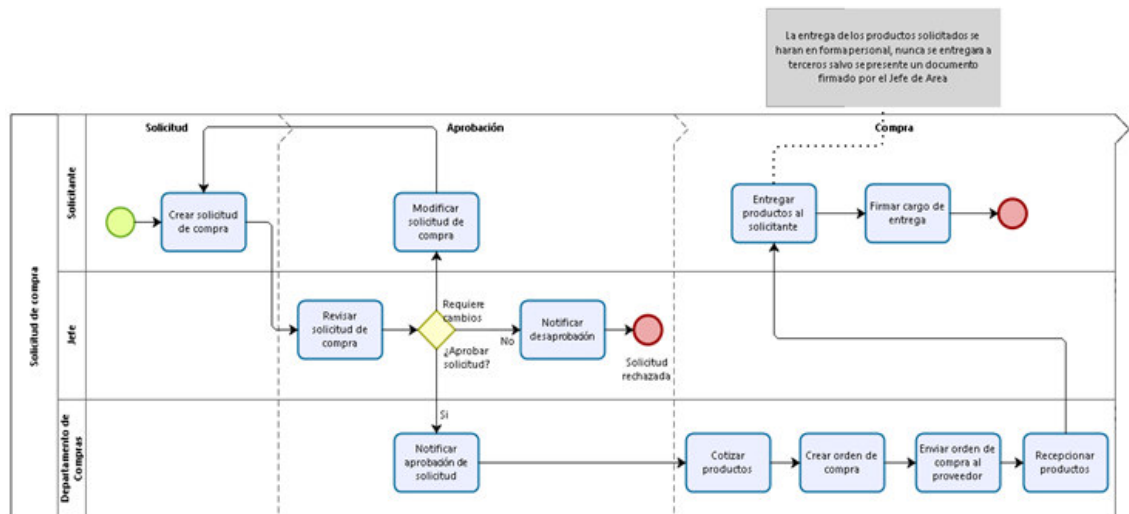 La entrega de los productos solicitados se
haran en forma personal, nunca se entregara a
terceros salvo se presente un documento
firmado por el Jefe de Area
Solicitud
Aprobación
Compra
Solicitud de compra
Solicitante
Crear solicitud
de compra
Modificar
solicitud de
compra
Entregar
productos al
solicitante
Firmar cargo de
entrega
Jefe
Revisar
solicitud de
compra
Requiere
cambios
¿Aprobar
solicitud?
No
Notificar
desaprobación
Solicitud
rechazada
Si
Departamento de
Compras
Notificar
aprobación de
solicitud
Cotizar
productos
Crear orden de
compra
Enviar orden de
compra al
proveedor
Recepcionar
productos